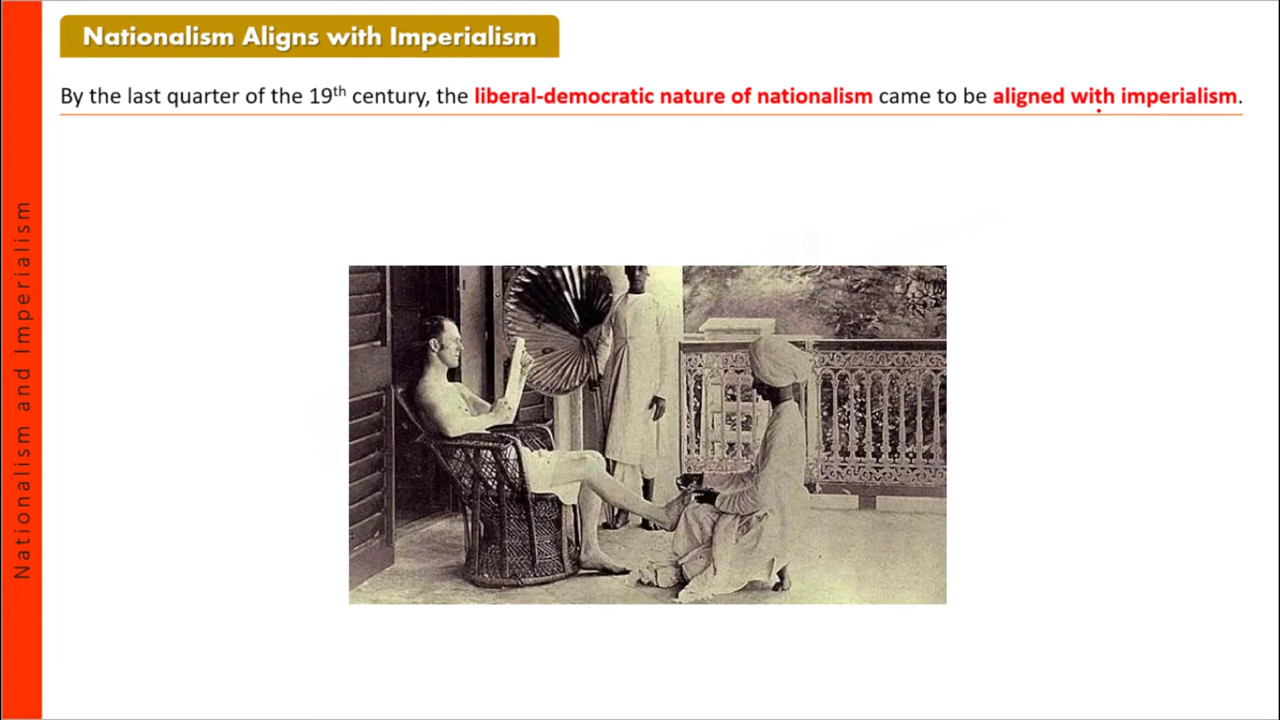 Nationalism Aligns with Imperialism
By the last quarter of the 19th century, the liberal-democratic nature of nationalism came to be aligned with imperialism.
Nationalism and Imperialism